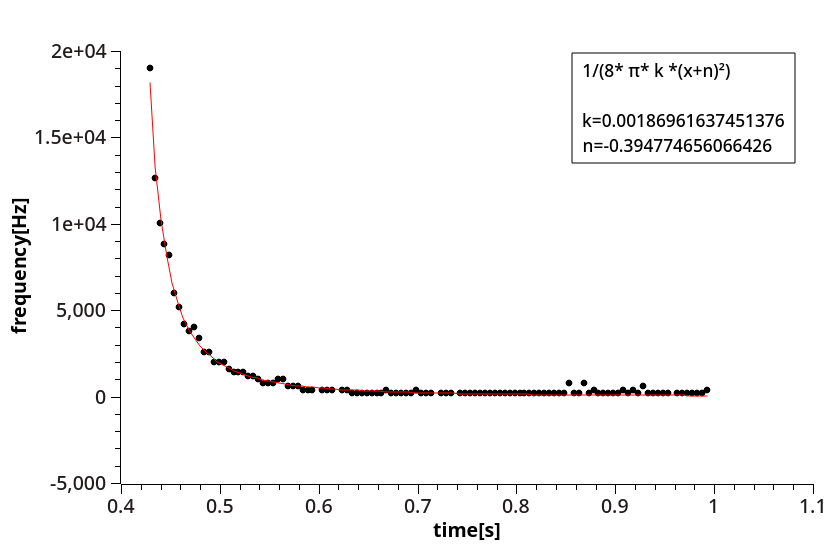 2e+04
1.5e+04
1e+04
5,000
0
-5,000
frequency[Hz]
1/(8* π* k *(x+n)²)
k=0.00186961637451376
n=-0.394774656066426
0.4 0.5 0.6 0.7 0.8 0.9 1 1.1
time[s]